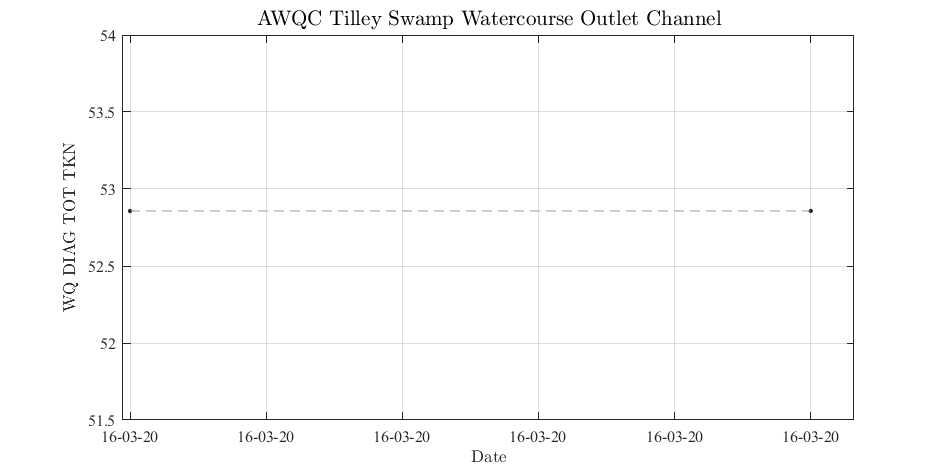 AWQC Tilley Swamp Watercourse Outlet Channel
54
53.5
53
52.5
52
51.5
WQ DIAG TOT TKN
16-03-20 16-03-20 16-03-20 16-03-20 16-03-20 16-03-20
Date